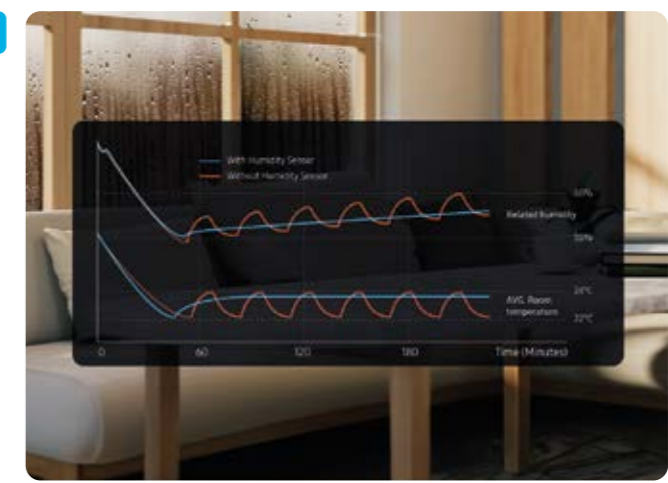 With Humidity Sensor
Without Humidity Sensor
Related humidity
50%
AVG. Room
temperature
24°C
22°C
0 60 120 180 Time (Minutes)